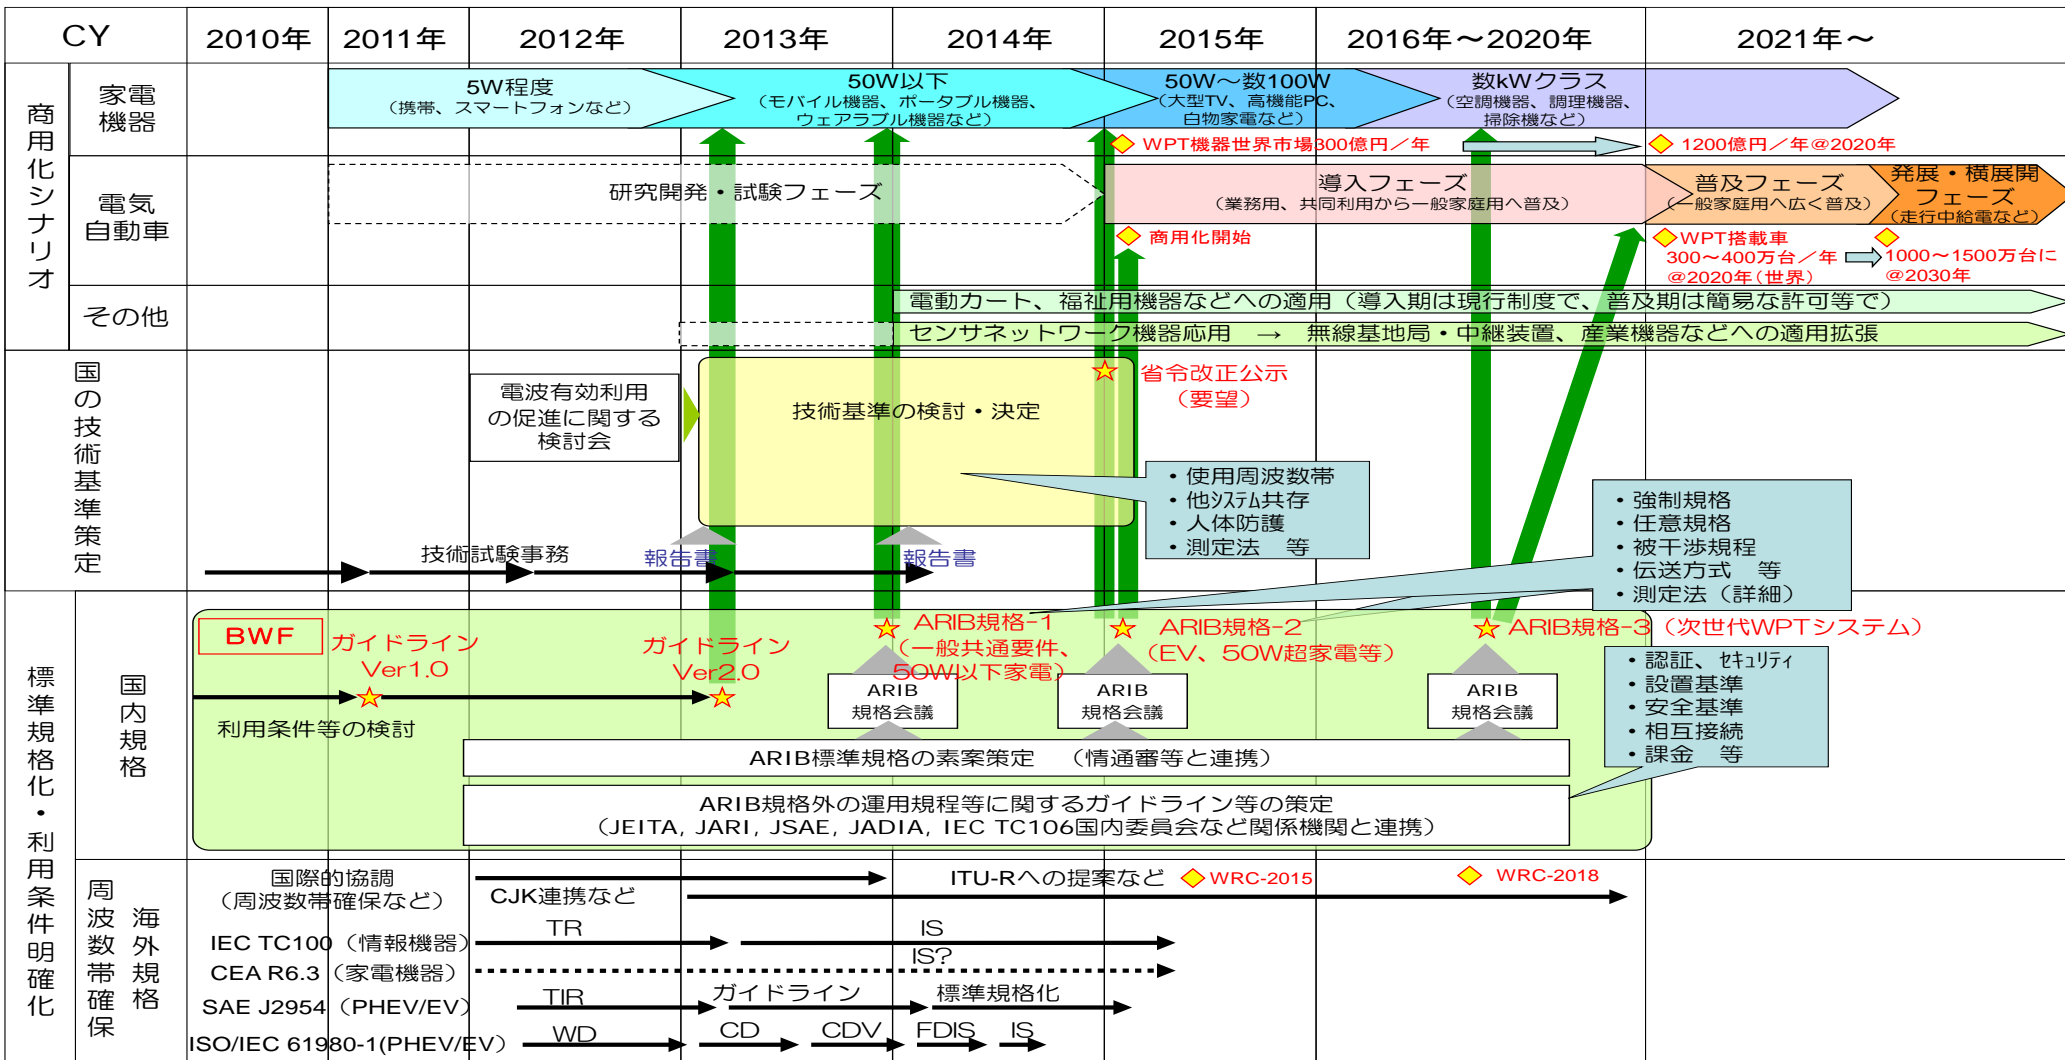 CY
2010年
2011年
2012年
2013年
2014年
2015年
2016年～2020年
2021年～
商用化シナリオ
家電
機器
5W程度
（携帯、スマートフォンなど）
50W以下
（モバイル機器、ポータブル機器、
ウェアラブル機器など）
50W～数100W
（大型TV、高機能PC、
白物家電など）
数kWクラス
（空調機器、調理機器、
掃除機など）
WPT機器世界市場300億円／年
1200億円／年@2020年
電気
自動車
研究開発・試験フェーズ
導入フェーズ
（業務用、共同利用から一般家庭用へ普及）
普及フェーズ
（一般家庭用へ広く普及）
発展・横展開
フェーズ
（走行中給電など）
商用化開始
WPT搭載車
300～400万台／年
@2020年（世界）
1000～1500万台に
@2030年
その他
電動カート、福祉用機器などへの適用（導入期は現行制度で、普及期は簡易な許可等で）
センサネットワーク機器応用　→　無線基地局・中継装置、産業機器などへの適用拡張
国の技術基準策定
電波有効利用
の促進に関する
検討会
技術基準の検討・決定
省令改正公示
（要望）
・使用周波数帯
・他ｼｽﾃﾑ共存
・人体防護
・測定法　等
技術試験事務
報告書
報告書
・強制規格
・任意規格
・被干渉規程
・伝送方式　等
・測定法（詳細）
標準規格化・利用条件明確化
国内規格
BWF
ガイドライン
Ver1.0
ガイドライン
Ver2.0
ARIB規格-1
（一般共通要件、
50W以下家電）
ARIB規格-2
（EV、50W超家電等）
ARIB規格-3（次世代WPTシステム）
利用条件等の検討
ARIB
規格会議
ARIB
規格会議
ARIB
規格会議
・認証、ｾｷｭﾘﾃｨ
・設置基準
・安全基準
・相互接続
・課金　等
ARIB標準規格の素案策定　（情通審等と連携）
ARIB規格外の運用規程等に関するガイドライン等の策定
（JEITA, JARI, JSAE, JADIA, IEC TC106国内委員会など関係機関と連携）
海外規格
周波数帯確保
国際的協調
（周波数帯確保など）
CJK連携など
ITU-Rへの提案など
WRC-2015
WRC-2018
IEC TC100（情報機器）
TR
IS
CEA R6.3（家電機器）
IS?
SAE J2954（PHEV/EV）
TIR
ガイドライン
標準規格化
ISO/IEC 61980-1(PHEV/EV）
WD
CD
CDV
FDIS
IS